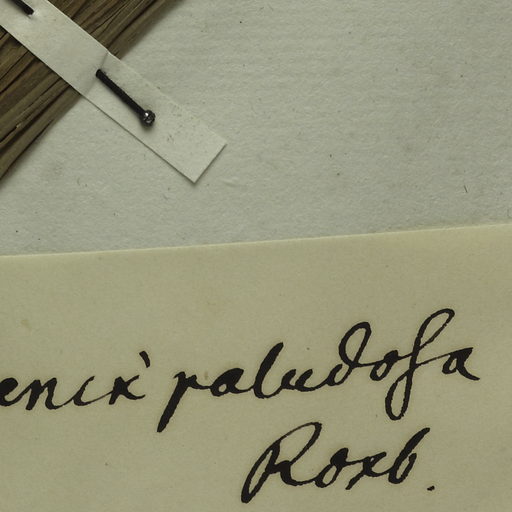 enix paludosa
Roxb.